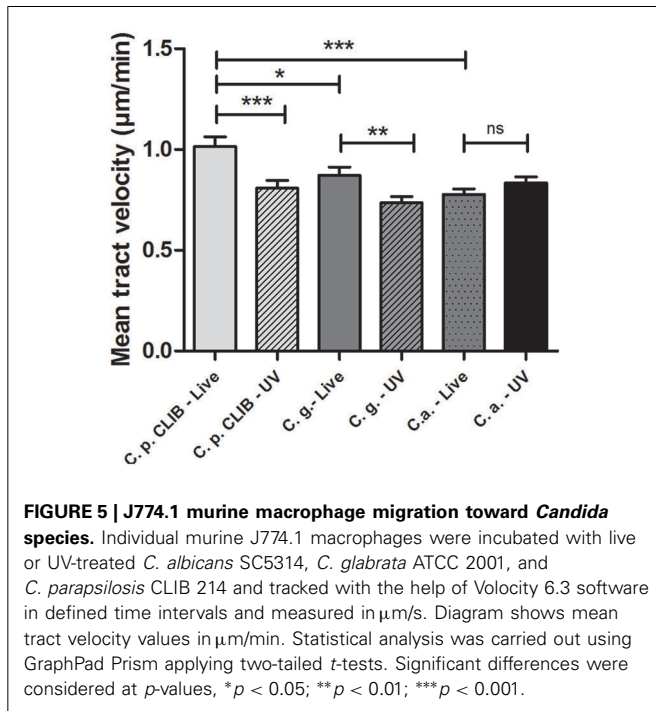 ***
*
***
**
ns
Mean tract velocity (µm/min)
1.5
1.0
0.5
0.0
C. p. CLIB - Live
C. p. CLIB - UV
C. g.- Live
C. g. - UV
C.a. - Live
C. a. - UV
FIGURE 5 | J774.1 murine macrophage migration toward Candida
species. Individual murine J774.1 macrophages were incubated with live
or UV-treated C. albicans SC5314, C. glabrata ATCC 2001, and
C. parapsilosis CLIB 214 and tracked with the help of Volocity 6.3 software
in defined time intervals and measured in µm/s. Diagram shows mean
tract velocity values in µm/min. Statistical analysis was carried out using
GraphPad Prism applying two-tailed t-tests. Significant differences were
considered at p-values, *p < 0.05; **p < 0.01; ***p < 0.001.